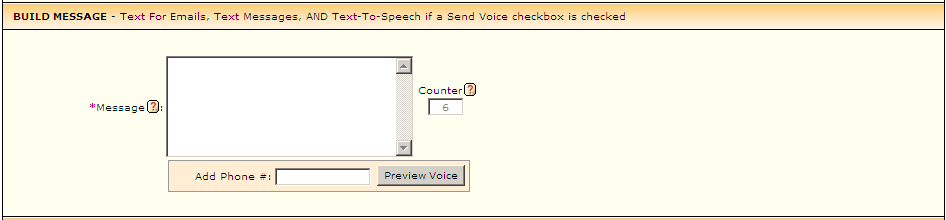 BUILD MESSAGE - Text For Emails, Text Messages, AND Text-To-Speech if a Send Voice checkbox is checked
*Message?:
Counter?
6
Add Phone #:
Preview Voice